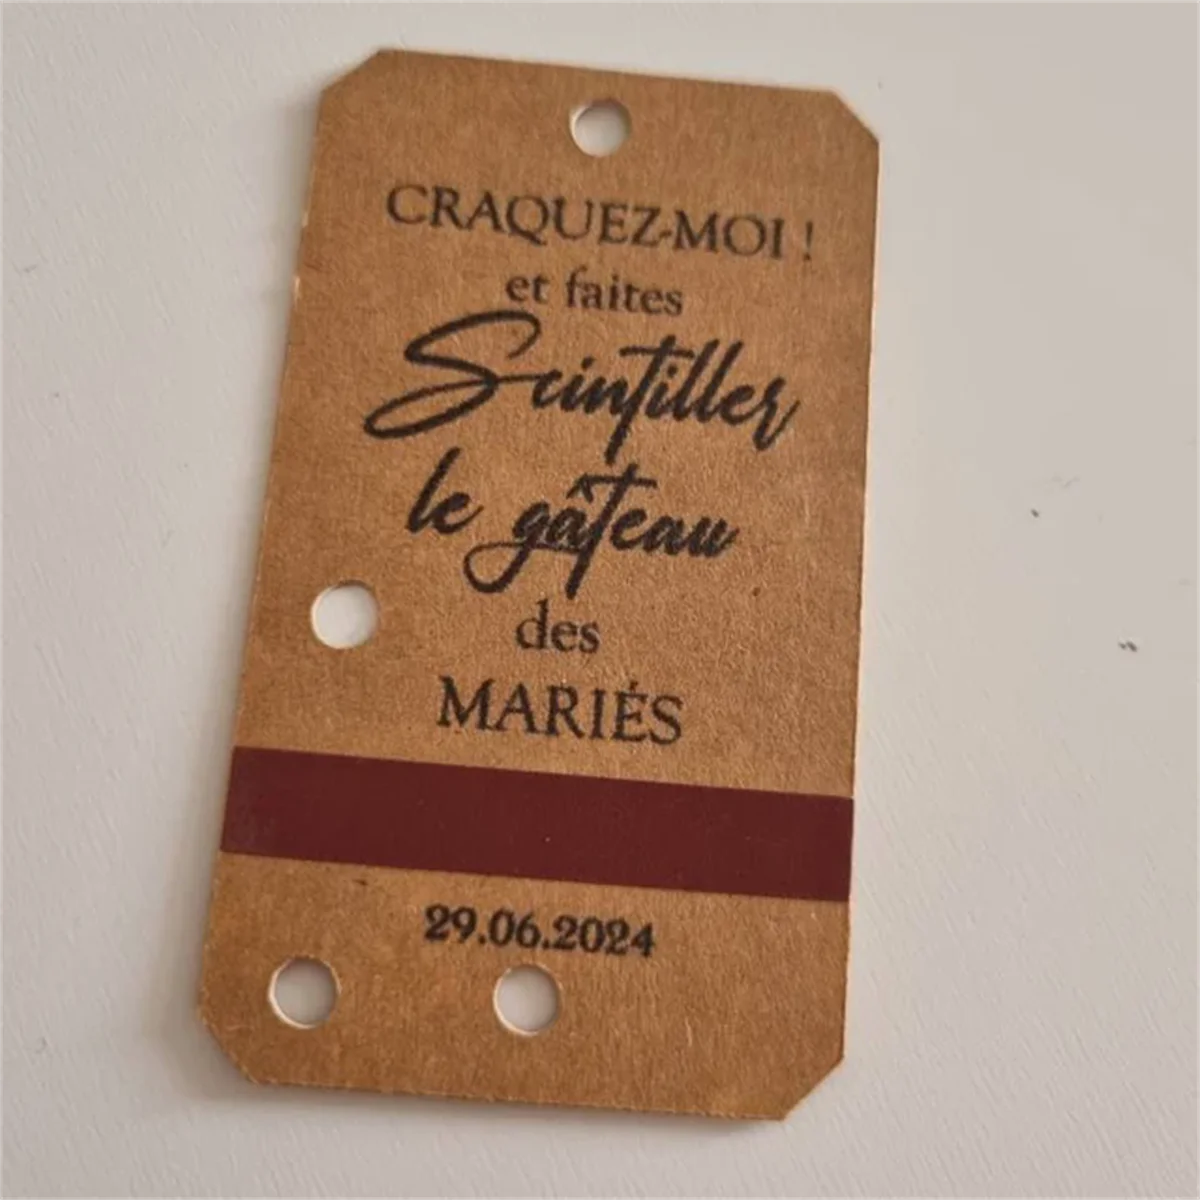 CRAQUEZ-MOI !
et faites
Scintiller
le gâteau
des
MARIÉS
29.06.2024